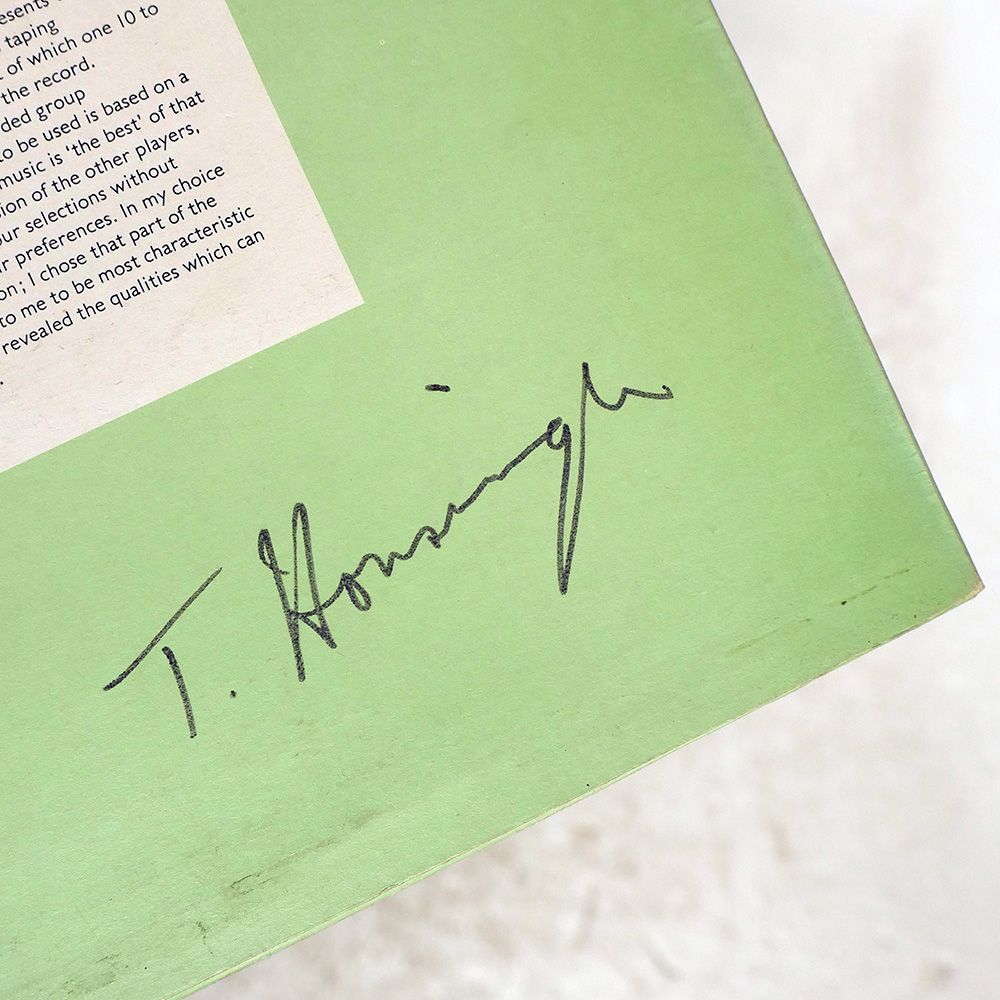 esents
taping
of which one 10 to
the record.
ded group
to be used is based on a
music is 'the best' of that
ion of the other players,
ur selections without
r preferences. In my choice
on; I chose that part of the
to me to be most characteristic
revealed the qualities which can
.
T. Honsinger